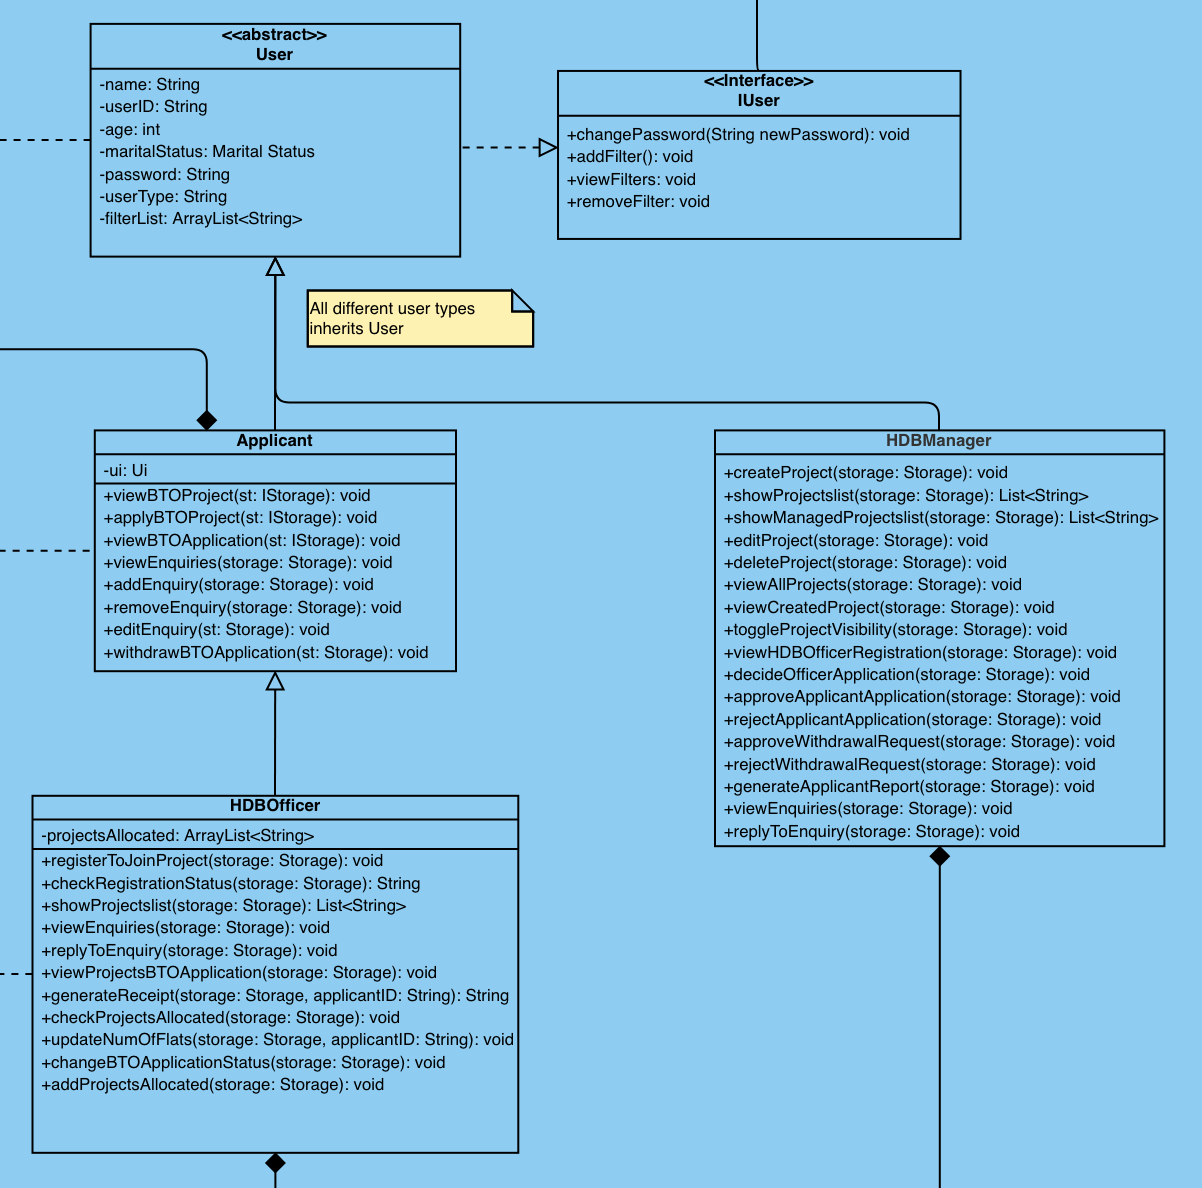 <<abstract>>
User
-name: String
-userID: String
-age: int
-maritalStatus: Marital Status
-password: String
-userType: String
-filterList: ArrayList<String>
<<Interface>>
IUser
+changePassword(String newPassword): void
+addFilter(): void
+viewFilters: void
+removeFilter: void
All different user types
inherits User
Applicant
-ui: Ui
+viewBTOProject(st: IStorage): void
+applyBTOProject(st: IStorage): void
+viewBTOApplication(st: IStorage): void
+viewEnquiries(storage: Storage): void
+addEnquiry(storage: Storage): void
+removeEnquiry(storage: Storage): void
+editEnquiry(st: Storage): void
+withdrawBTOApplication(st: Storage): void
HDBManager
+createProject(storage: Storage): void
+showProjectslist(storage: Storage): List<String>
+showManagedProjectslist(storage: Storage): List<String>
+editProject(storage: Storage): void
+deleteProject(storage: Storage): void
+viewAllProjects(storage: Storage): void
+viewCreatedProject(storage: Storage): void
+toggleProjectVisibility(storage: Storage): void
+viewHDBOfficerRegistration(storage: Storage): void
+decideOfficerApplication(storage: Storage): void
+approveApplicantApplication(storage: Storage): void
+rejectApplicantApplication(storage: Storage): void
+approveWithdrawalRequest(storage: Storage): void
+rejectWithdrawalRequest(storage: Storage): void
+generateApplicantReport(storage: Storage): void
+viewEnquiries(storage: Storage): void
+replyToEnquiry(storage: Storage): void
HDBOfficer
-projectsAllocated: ArrayList<String>
+registerToJoinProject(storage: Storage): void
+checkRegistrationStatus(storage: Storage): String
+showProjectslist(storage: Storage): List<String>
+viewEnquiries(storage: Storage): void
+replyToEnquiry(storage: Storage): void
+viewProjectsBTOApplication(storage: Storage): void
+generateReceipt(storage: Storage, applicantID: String): String
+checkProjectsAllocated(storage: Storage): void
+updateNumOfFlats(storage: Storage, applicantID: String): void
+changeBTOApplicationStatus(storage: Storage): void
+addProjectsAllocated(storage: Storage): void